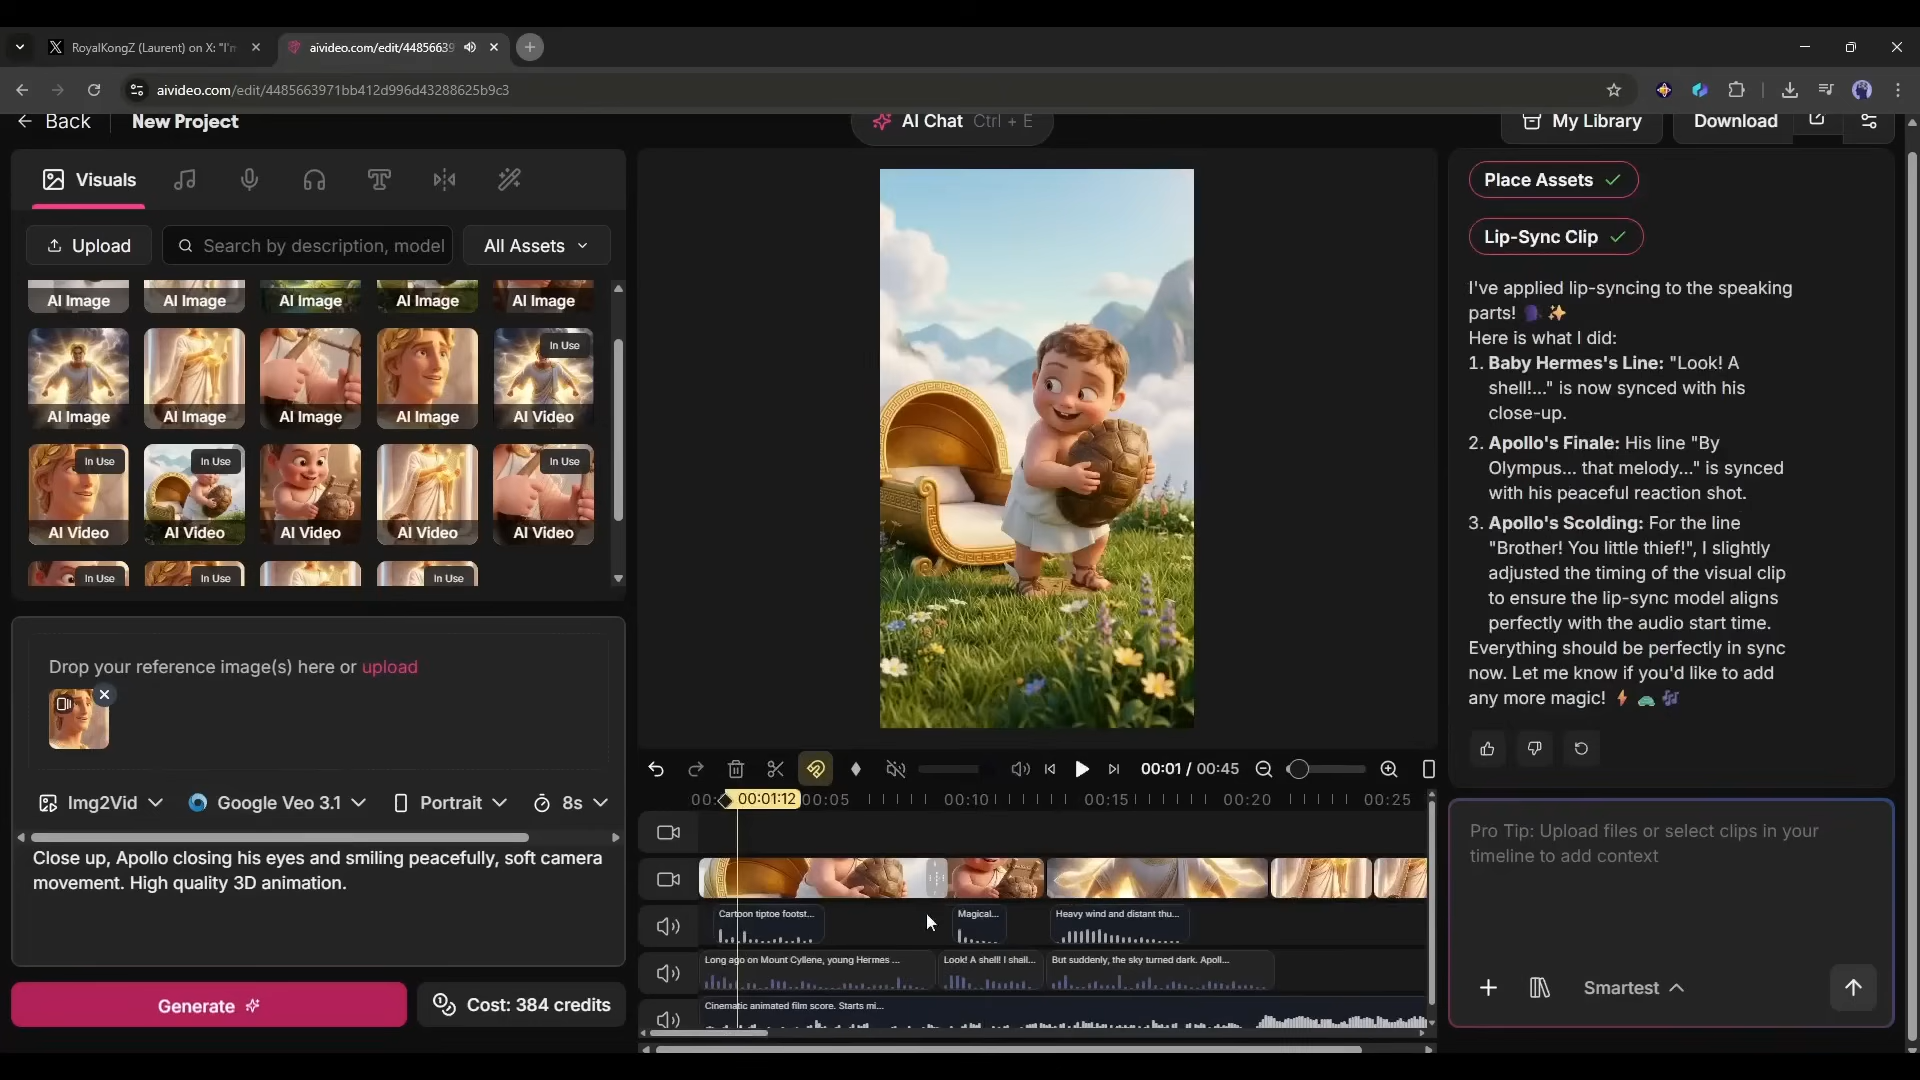 RoyalKongZ (Laurent) on X: "I'm
aivideo.com/edit/44856639
aivideo.com/edit/4485663971bb412d996d43288625b9c3
Back
New Project
AI Chat Ctrl + E
My Library
Download
Visuals
Upload
Search by description, model
All Assets
AI Image
AI Image
AI Image
AI Image
AI Image
In Use
AI Image
AI Image
AI Image
AI Image
AI Video
In Use
In Use
In Use
AI Video
AI Video
AI Video
AI Video
AI Video
In Use
In Use
In Use
Drop your reference image(s) here or upload
Img2Vid
Google Veo 3.1
Portrait
8s
Close up, Apollo closing his eyes and smiling peacefully, soft camera
movement. High quality 3D animation.
Generate
Cost: 384 credits
00:01 / 00:45
00:
00:01:12
00:05
00:10
00:15
00:20
00:25
Cartoon tiptoe footst...
Magical...
Heavy wind and distant thu...
Long ago on Mount Cyllene, young Hermes ...
Look! A shell! I shall...
But suddenly, the sky turned dark. Apoll...
Cinematic animated film score. Starts mi...
Place Assets
Lip-Sync Clip
I've applied lip-syncing to the speaking
parts!
Here is what I did:
1. Baby Hermes's Line: "Look! A
shell!..." is now synced with his
close-up.
2. Apollo's Finale: His line "By
Olympus... that melody..." is synced
with his peaceful reaction shot.
3. Apollo's Scolding: For the line
"Brother! You little thief!", I slightly
adjusted the timing of the visual clip
to ensure the lip-sync model aligns
perfectly with the audio start time.
Everything should be perfectly in sync
now. Let me know if you'd like to add
any more magic!
Pro Tip: Upload files or select clips in your
timeline to add context
Smartest